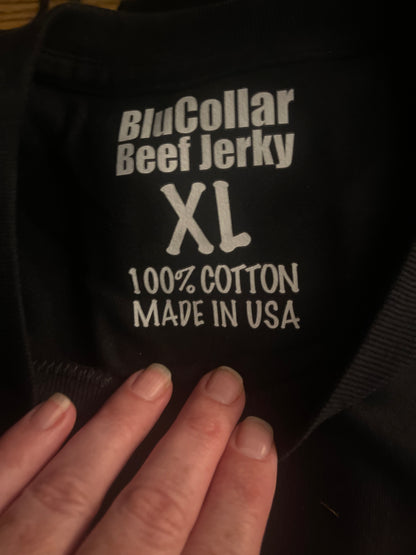 BluCollar
Beef Jerky
XL
100% COTTON
MADE IN USA